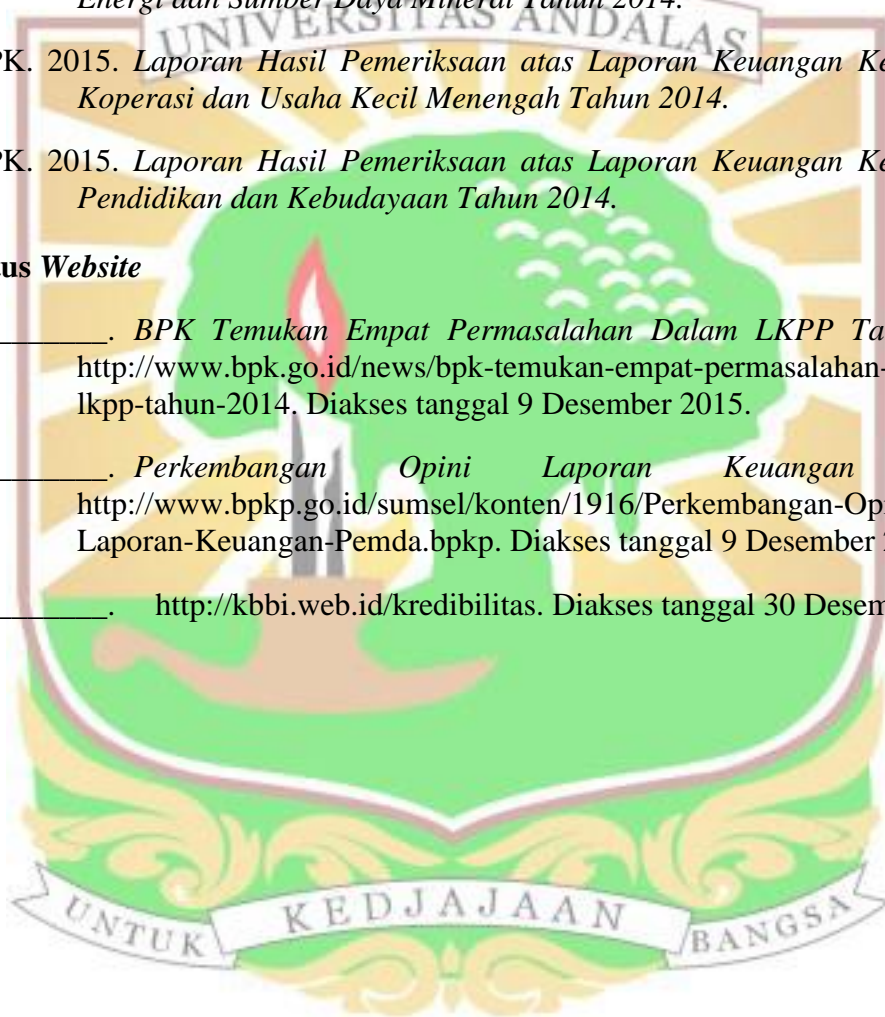 Energi dan Sumber Daya Mineral Tahun 2014.
UNIVERSITAS ANDALAS
PK. 2015. Laporan Hasil Pemeriksaan atas Laporan Keuangan Ke
Koperasi dan Usaha Kecil Menengah Tahun 2014.
PK. 2015. Laporan Hasil Pemeriksaan atas Laporan Keuangan Ke
Pendidikan dan Kebudayaan Tahun 2014.
tus Website
_______. BPK Temukan Empat Permasalahan Dalam LKPP Ta
http://www.bpk.go.id/news/bpk-temukan-empat-permasalahan-
lkpp-tahun-2014. Diakses tanggal 9 Desember 2015.
_______. Perkembangan Opini Laporan Keuangan
http://www.bpkp.go.id/sumsel/konten/1916/Perkembangan-Op
Laporan-Keuangan-Pemda.bpkp. Diakses tanggal 9 Desember
_______. http://kbbi.web.id/kredibilitas. Diakses tanggal 30 Desem
UNTUK KEDJAJAAN BANGSA